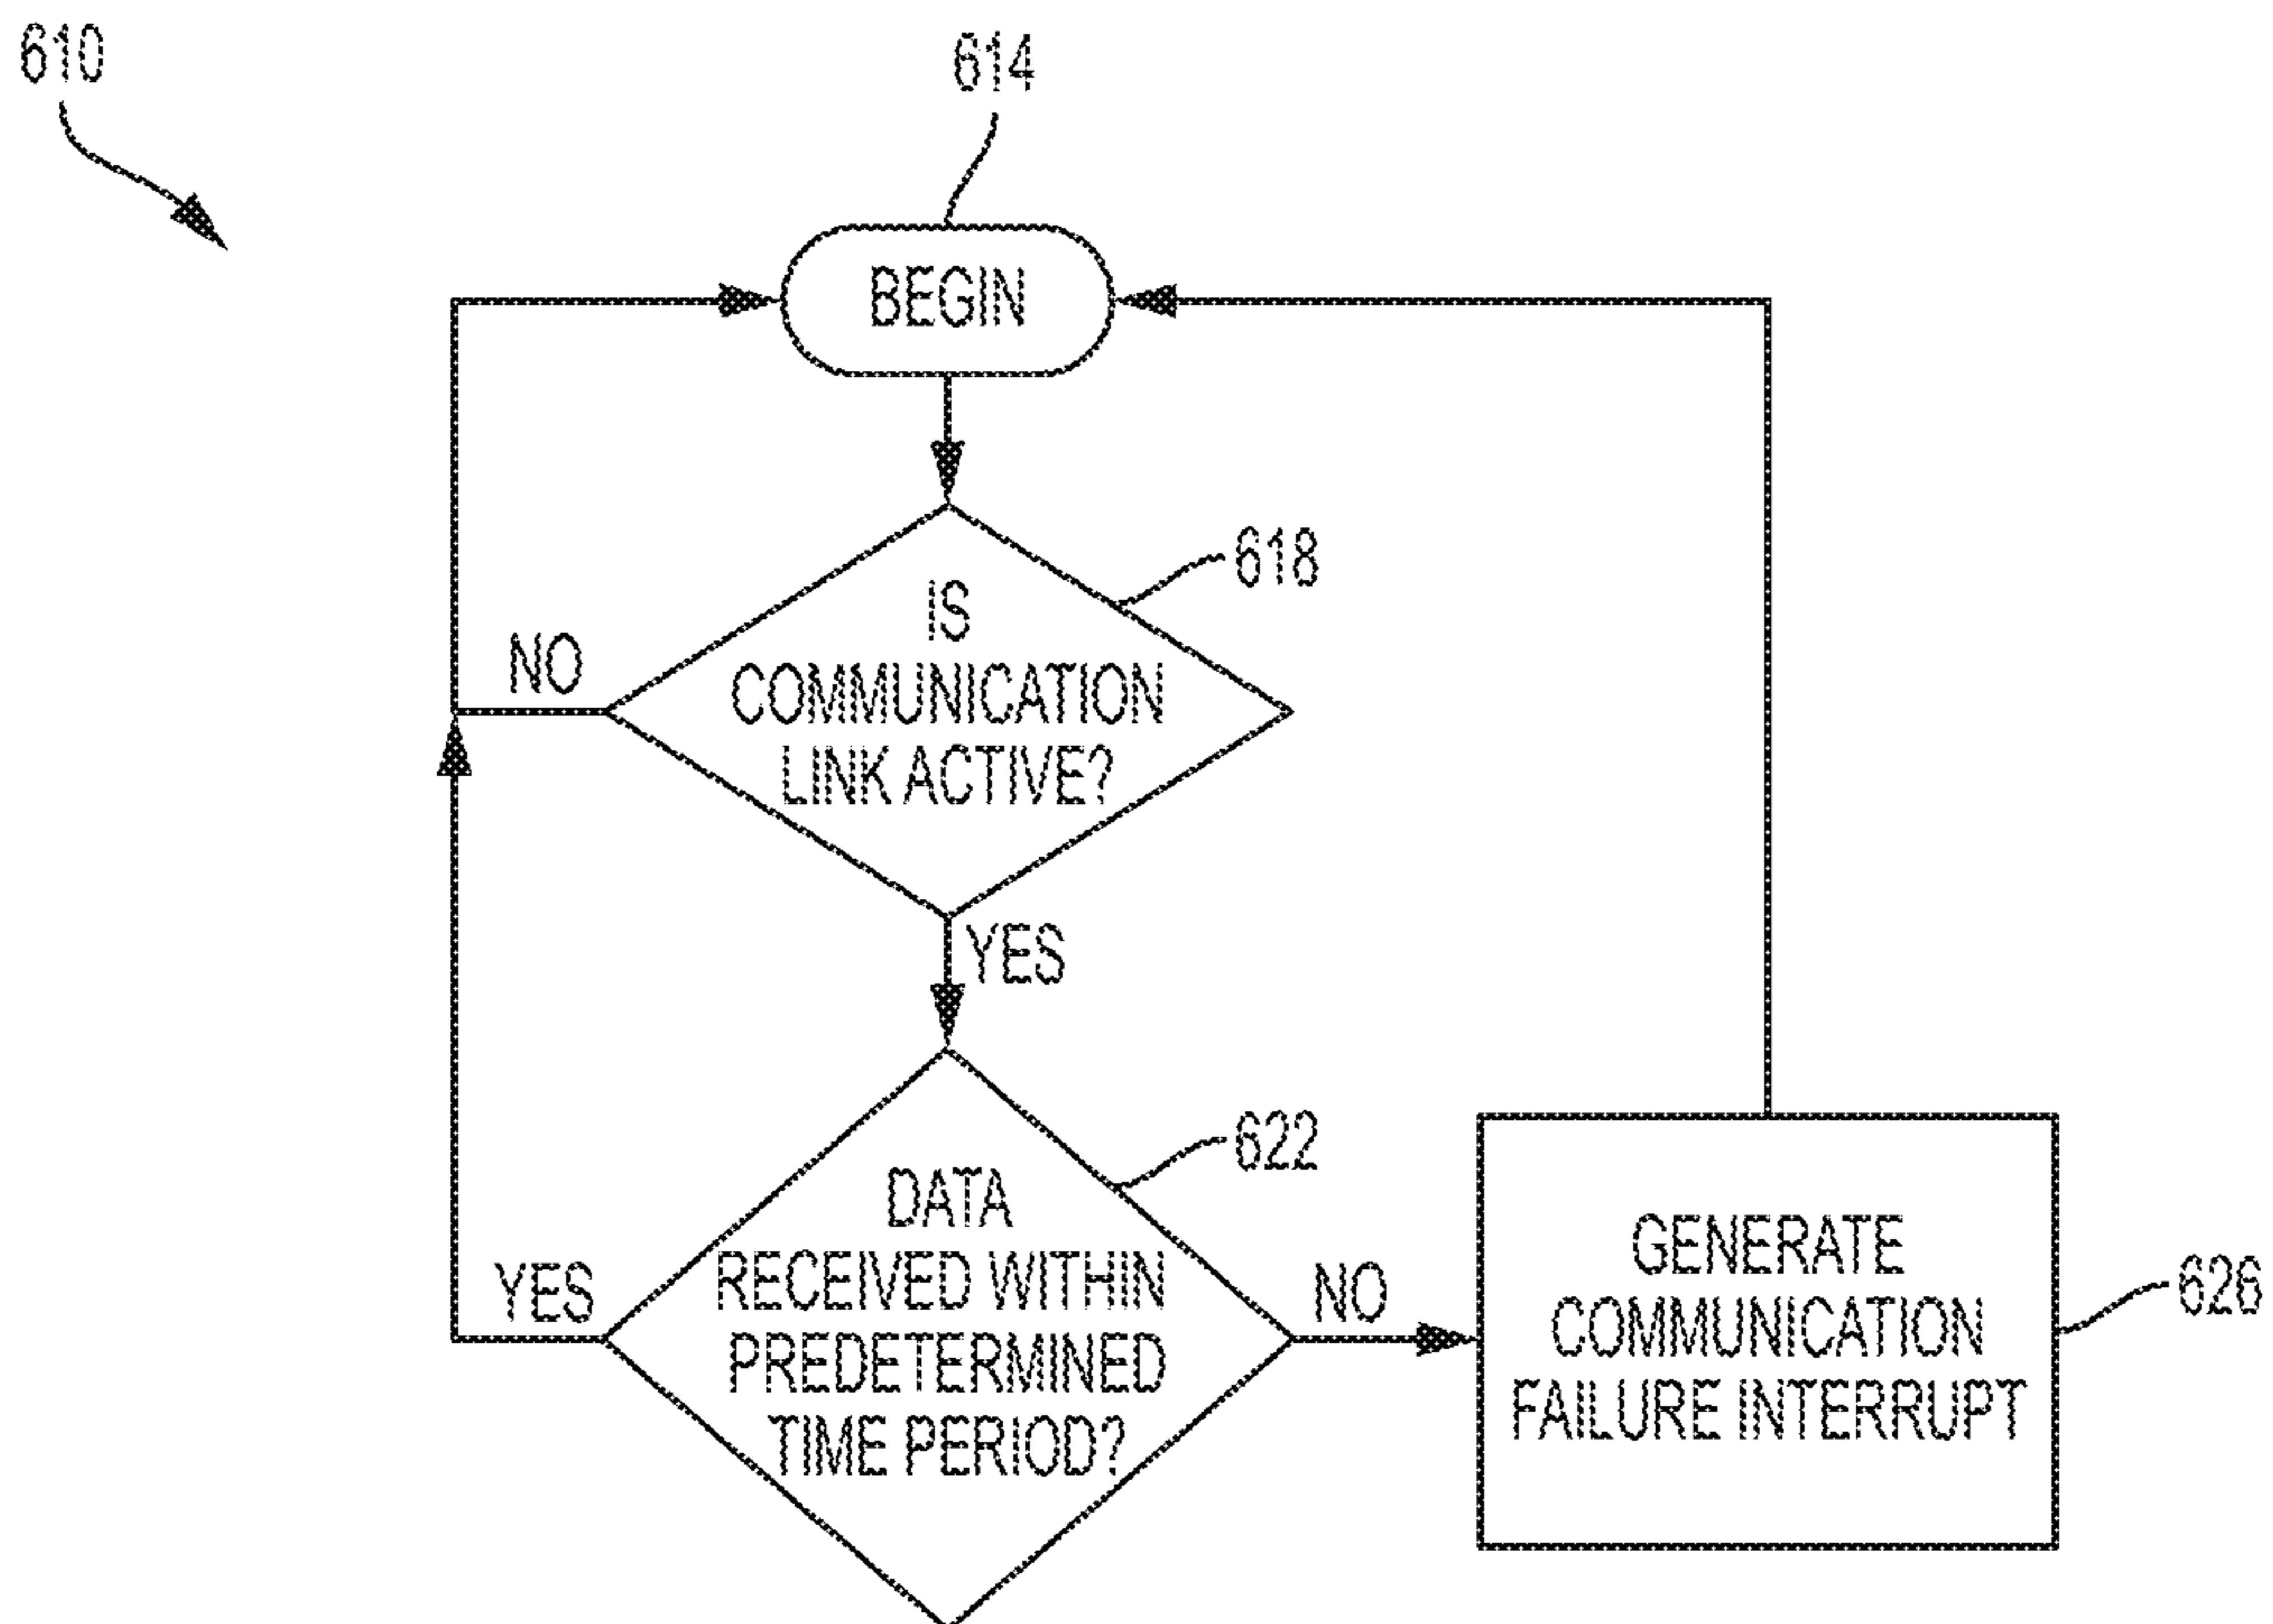 610
614
BEGIN
618
IS
COMMUNICATION
LINK ACTIVE?
NO
YES
622
DATA
RECEIVED WITHIN
PREDETERMINED
TIME PERIOD?
YES
NO
GENERATE
COMMUNICATION
FAILURE INTERRUPT
626